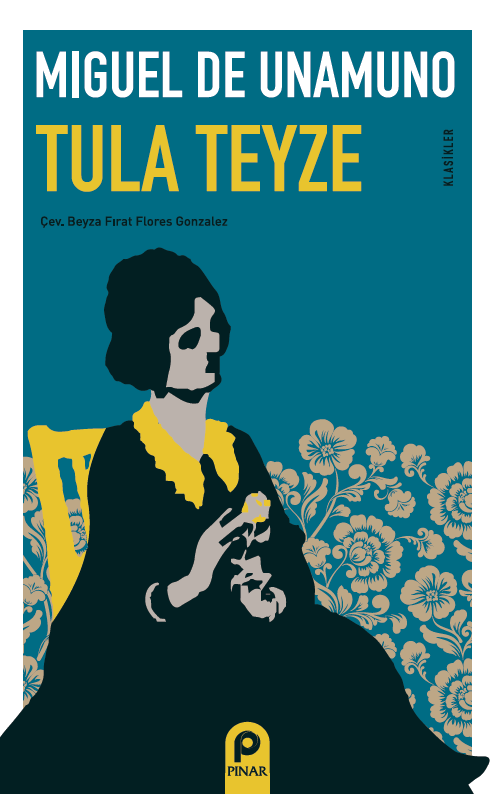 MIGUEL DE UNAMUNO
TULA TEYZE
KLASİKLER
Çev. Beyza Fırat Flores Gonzalez
P
PINAR